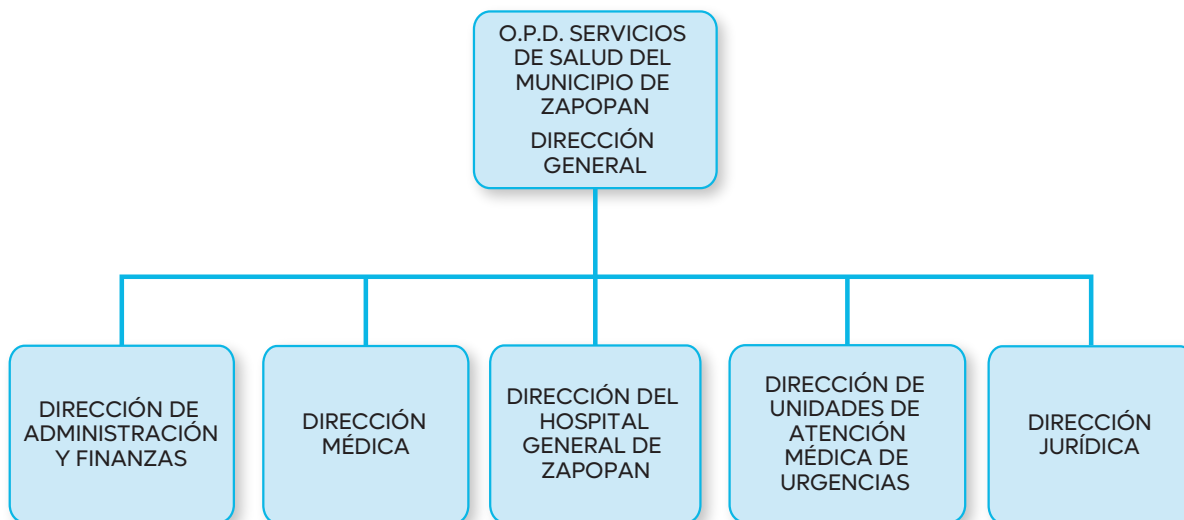 O.P.D. SERVICIOS
DE SALUD DEL
MUNICIPIO DE
ZAPOPAN
DIRECCIÓN
GENERAL
DIRECCIÓN DE
ADMINISTRACIÓN
Y FINANZAS
DIRECCIÓN
MÉDICA
DIRECCIÓN DEL
HOSPITAL
GENERAL DE
ZAPOPAN
DIRECCIÓN DE
UNIDADES DE
ATENCIÓN
MÉDICA DE
URGENCIAS
DIRECCIÓN
JURÍDICA